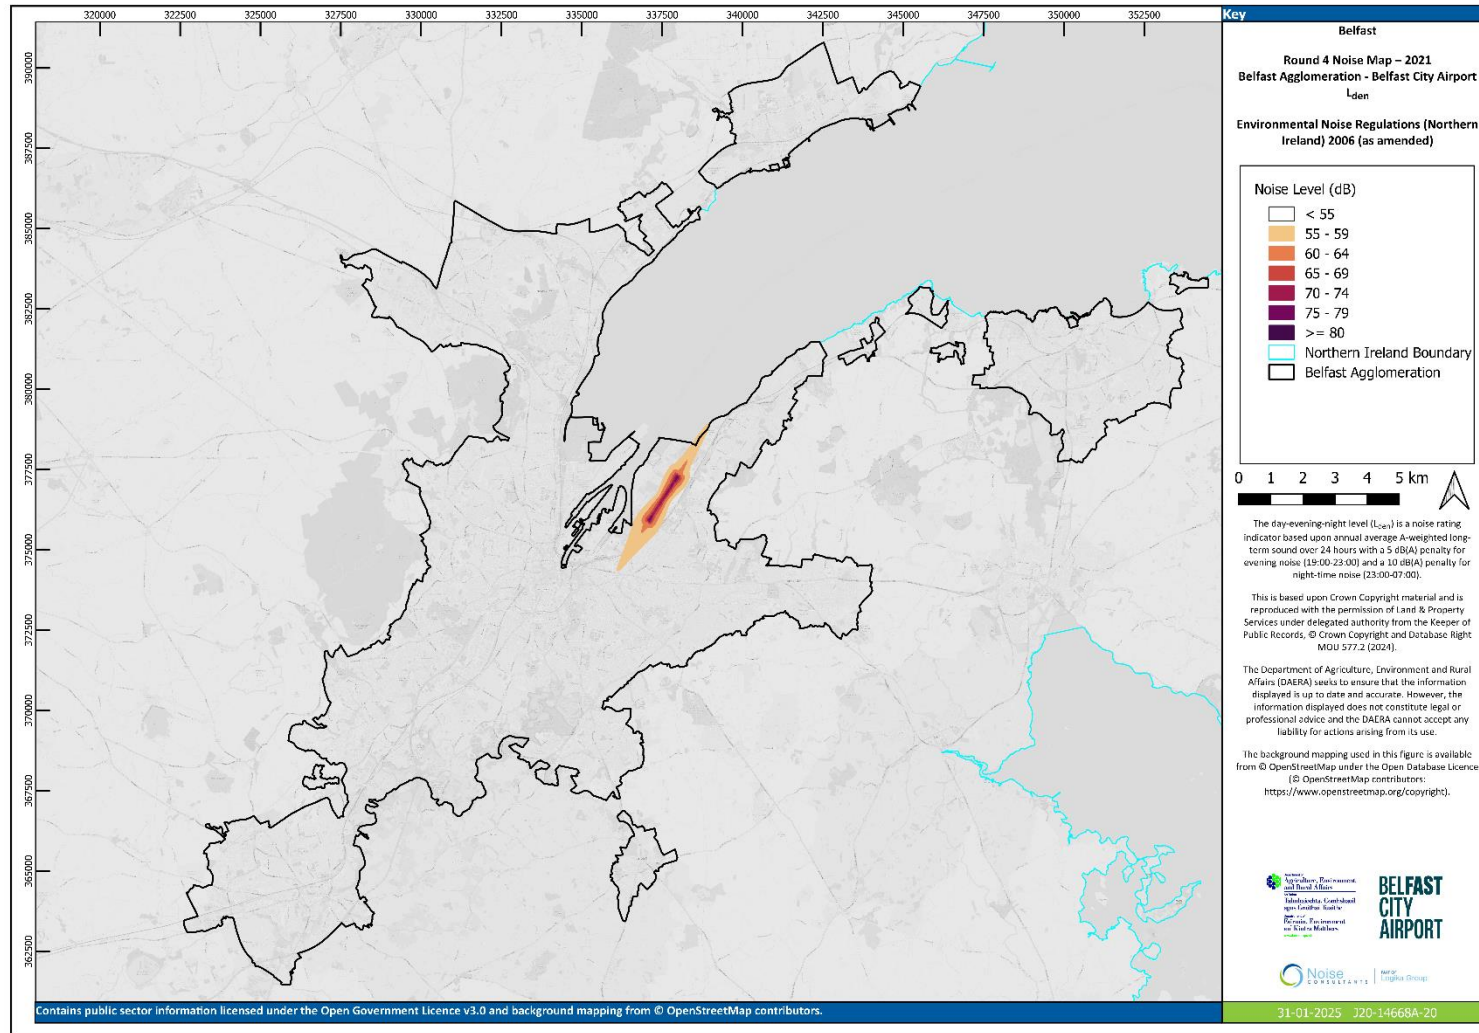 320000 322500 325000 327500 330000 332500 335000 337500 340000 342500 345000 347500 350000 352500
390000
387500
385000
382500
380000
377500
375000
372500
370000
367500
365000
362500
Contains public sector information licensed under the Open Government Licence v3.0 and background mapping from © OpenStreetMap contributors.
Key
Belfast
Round 4 Noise Map – 2021
Belfast Agglomeration - Belfast City Airport
Lden
Environmental Noise Regulations (Northern
Ireland) 2006 (as amended)
Noise Level (dB)
< 55
55 - 59
60 - 64
65 - 69
70 - 74
75 - 79
>= 80
Northern Ireland Boundary
Belfast Agglomeration
0 1 2 3 4 5 km
The day-evening-night level (Lden) is a noise rating
indicator based upon annual average A-weighted long-
term sound over 24 hours with a 5 dB(A) penalty for
evening noise (19:00-23:00) and a 10 dB(A) penalty for
night-time noise (23:00-07:00).
This is based upon Crown Copyright material and is
reproduced with the permission of Land & Property
Services under delegated authority from the Keeper of
Public Records, © Crown Copyright and Database Right
MOU 577.2 (2024).
The Department of Agriculture, Environment and Rural
Affairs (DAERA) seeks to ensure that the information
displayed is up to date and accurate. However, the
information displayed does not constitute legal or
professional advice and the DAERA cannot accept any
liability for actions arising from its use.
The background mapping used in this figure is available
from © OpenStreetMap under the Open Database Licence
(© OpenStreetMap contributors:
https://www.openstreetmap.org/copyright).
Agriculture, Environment
and Rural Affairs
BELFAST
CITY
AIRPORT
Noise
CONSULTANTS
PART OF
Logika Group
31-01-2025 J20-14668A-20